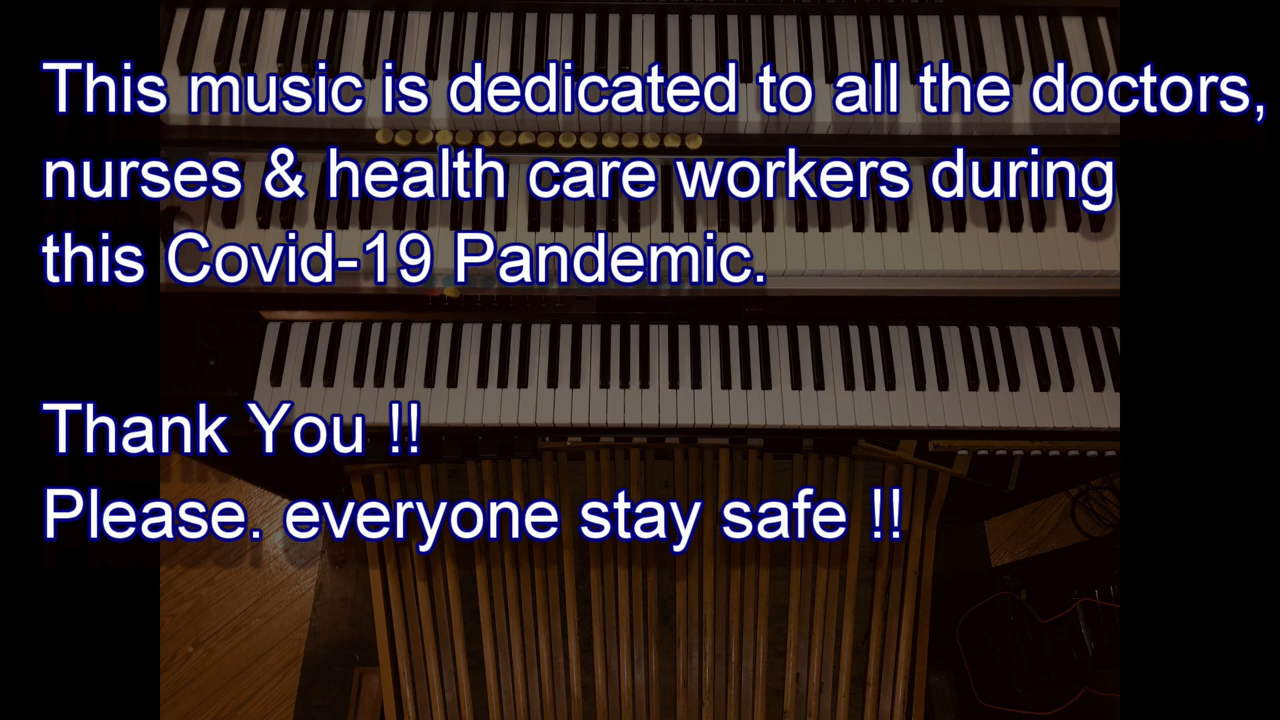 This music is dedicated to all the doctors,
nurses & health care workers during
this Covid-19 Pandemic.
Thank You !!
Please. everyone stay safe !!